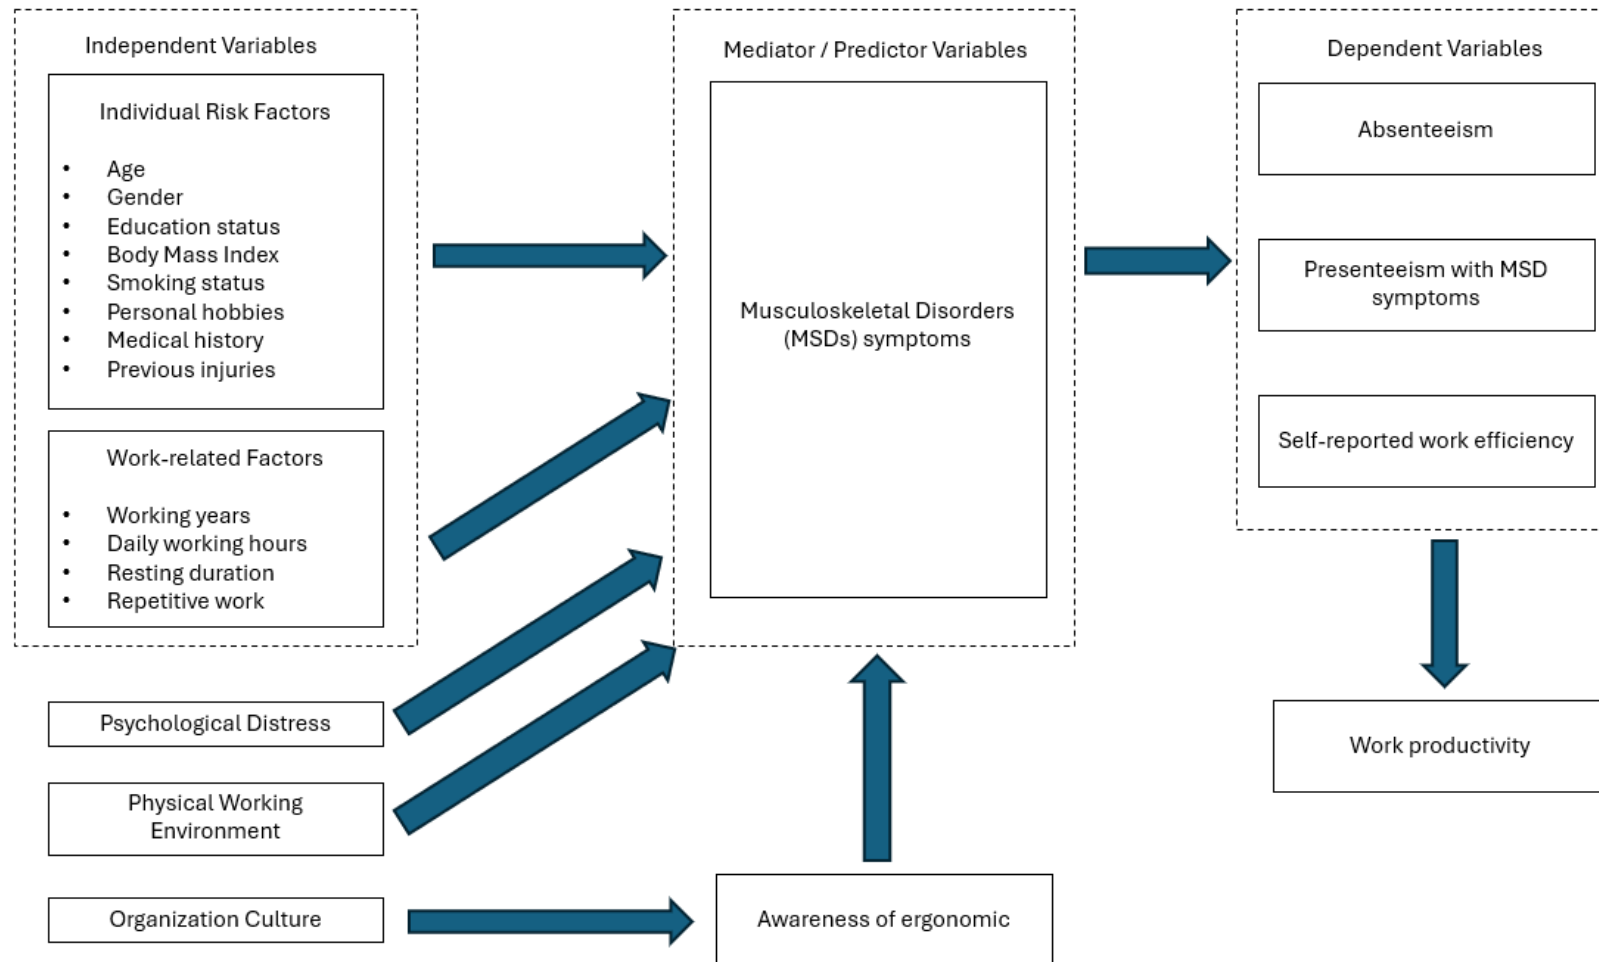 Independent Variables
Individual Risk Factors
• Age
• Gender
• Education status
• Body Mass Index
• Smoking status
• Personal hobbies
• Medical history
• Previous injuries
Work-related Factors
• Working years
• Daily working hours
• Resting duration
• Repetitive work
Psychological Distress
Physical Working
Environment
Organization Culture
Mediator / Predictor Variables
Musculoskeletal Disorders
(MSDs) symptoms
Awareness of ergonomic
Dependent Variables
Absenteeism
Presenteeism with MSD
symptoms
Self-reported work efficiency
Work productivity